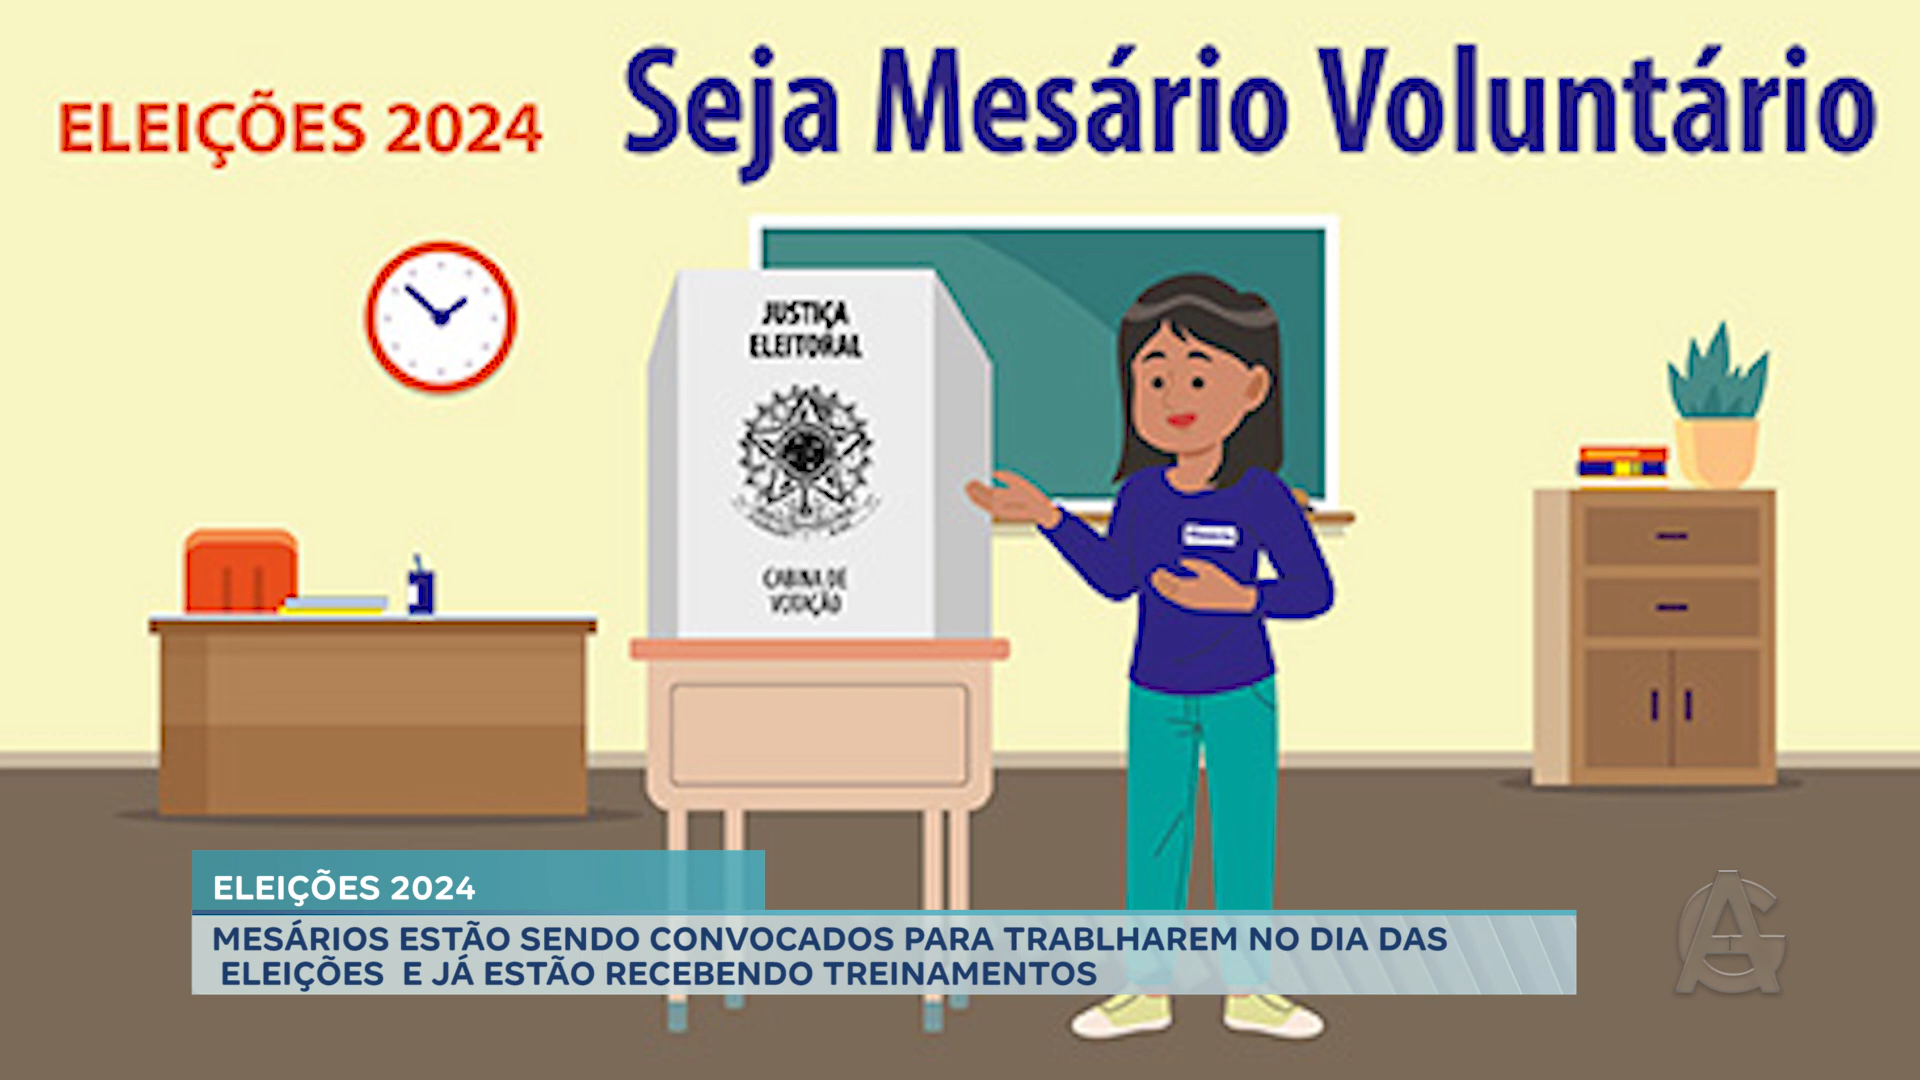 ELEIÇÕES 2024
Seja Mesário Voluntário
JUSTIÇA
ELEITORAL
CABINA DE
VOTAÇÃO
ELEIÇÕES 2024
MESÁRIOS ESTÃO SENDO CONVOCADOS PARA TRABLHAREM NO DIA DAS
ELEIÇÕES E JÁ ESTÃO RECEBENDO TREINAMENTOS